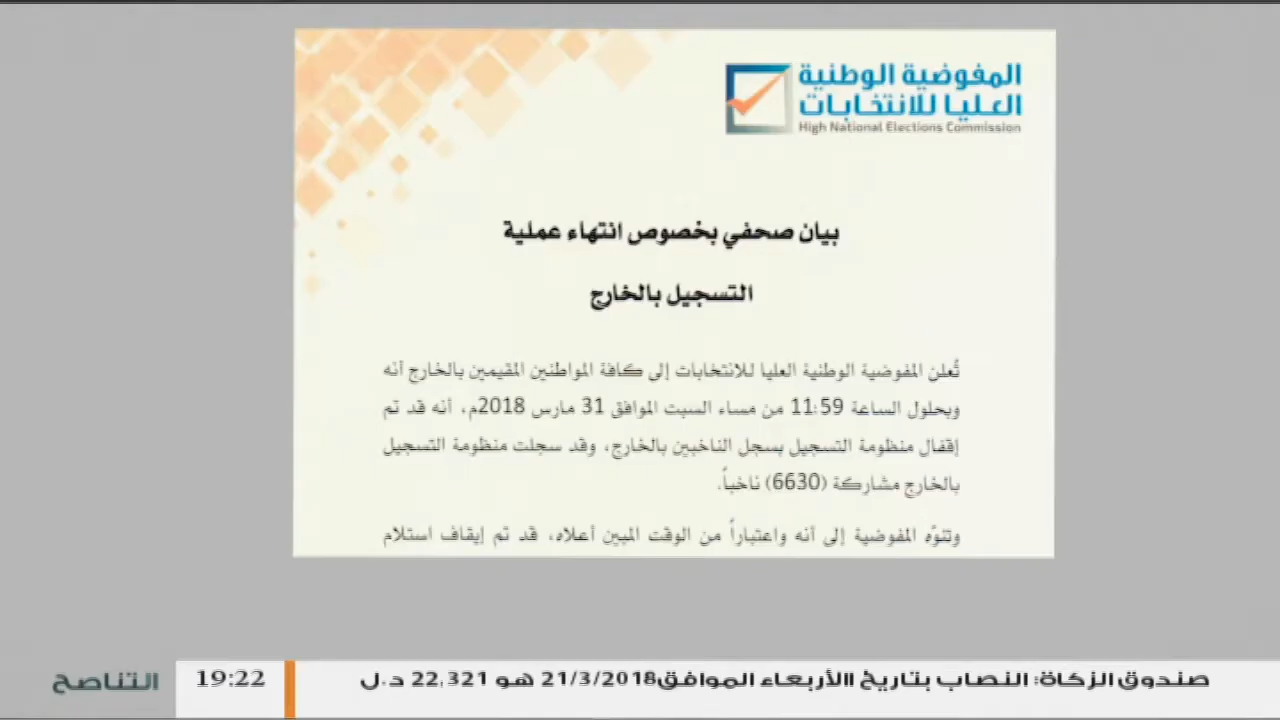 المفوضية الوطنية
العليا للانتخابات
High National Elections Commission
بيان صحفي بخصوص انتهاء عملية
التسجيل بالخارج
تُعلن المفوضية الوطنية العليا للانتخابات إلى كافة المواطنين المقيمين بالخارج أنه
وبحلول الساعة 11:59 من مساء السبت الموافق 31 مارس 2018م، أنه قد تم
إقفال منظومة التسجيل بسجل الناخبين بالخارج، وقد سجلت منظومة التسجيل
بالخارج مشاركة (6630) ناخباً.
وتنوّه المفوضية إلى أنه واعتباراً من الوقت المبين أعلاه، قد تم إيقاف استلام
صندوق الزكاة: النصاب بتاريخ االأربعاء الموافق21/3/2018 هو 22,321 د.ل
19:22
التناصح